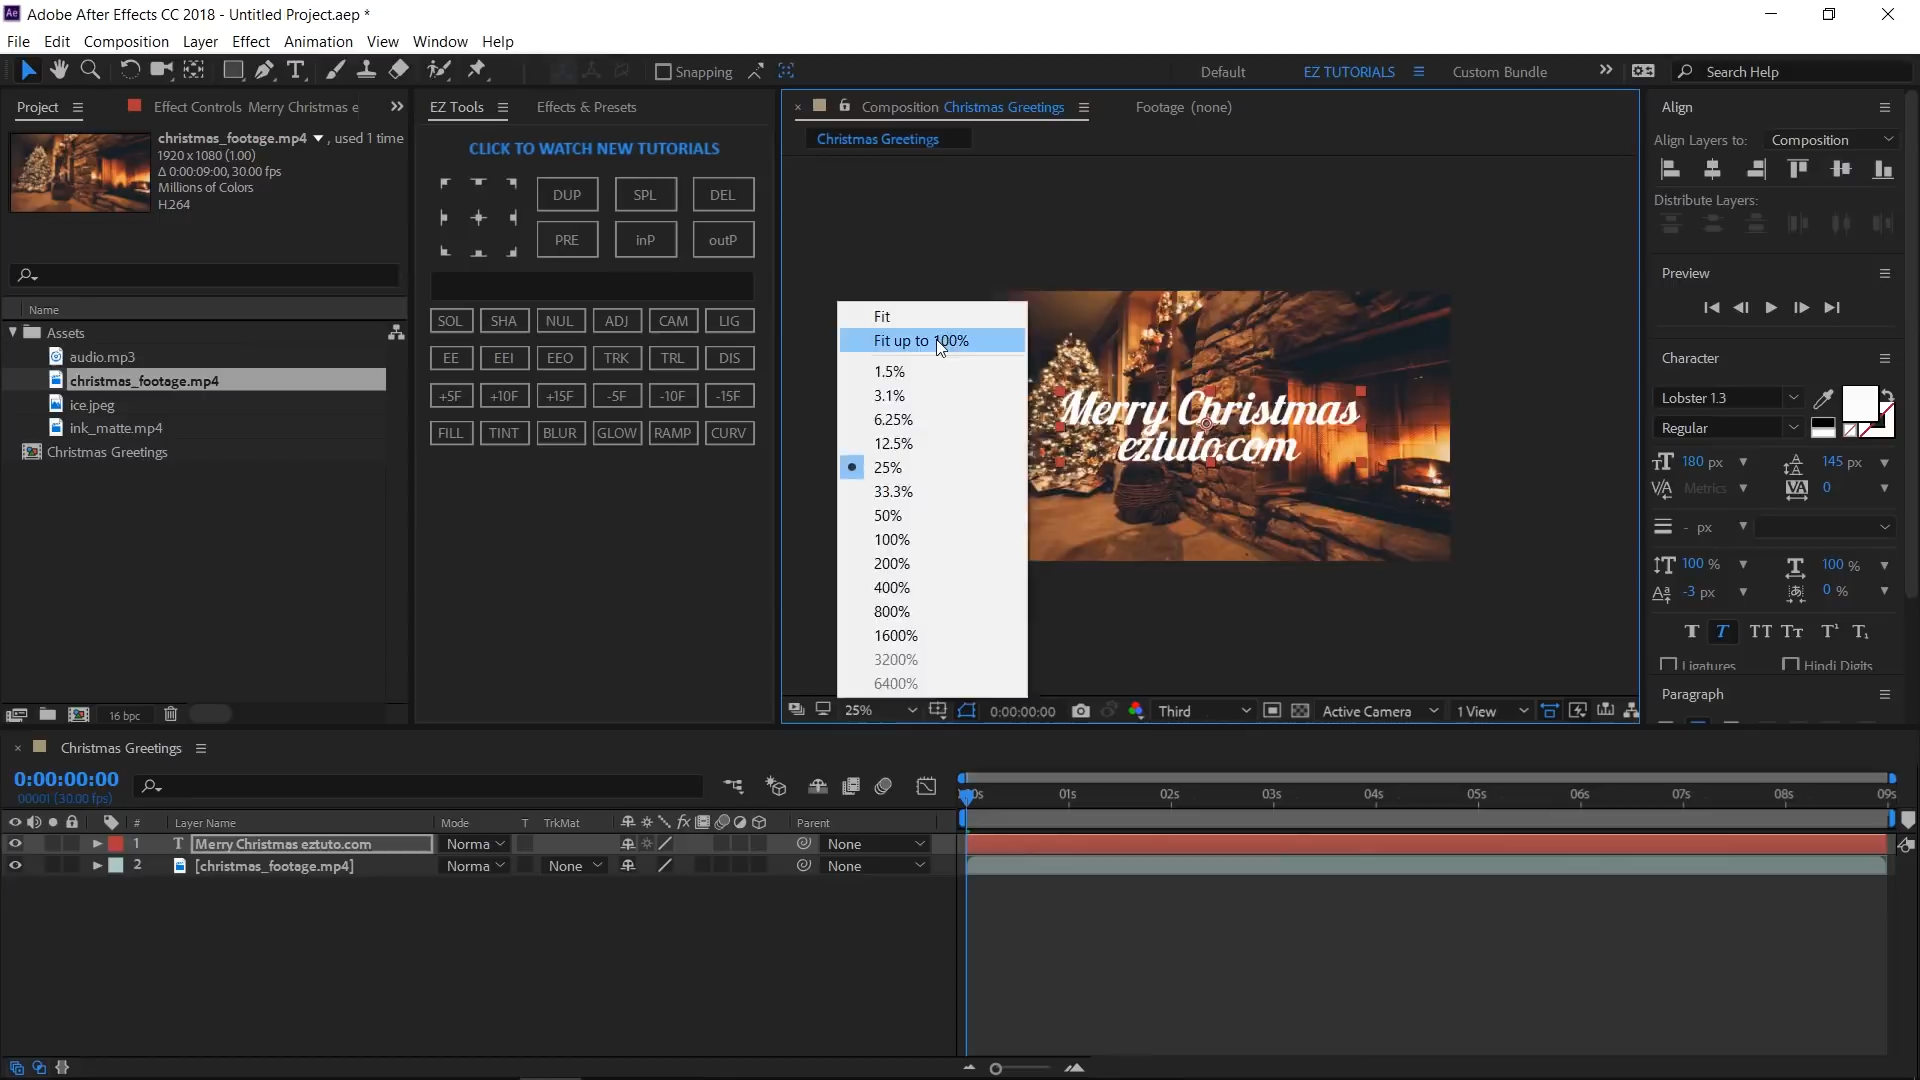 Adobe After Effects CC 2018 - Untitled Project.aep *
File Edit Composition Layer Effect Animation View Window Help
Snapping
Default EZ TUTORIALS Custom Bundle Search Help
Project Effect Controls Merry Christmas e
EZ Tools Effects & Presets
Composition Christmas Greetings Footage (none)
Christmas Greetings
christmas_footage.mp4 , used 1 time
1920 x 1080 (1.00)
Δ 0:00:09:00, 30.00 fps
Millions of Colors
H.264
Name
Assets
audio.mp3
christmas_footage.mp4
ice.jpeg
ink_matte.mp4
Christmas Greetings
16 bpc
CLICK TO WATCH NEW TUTORIALS
DUP SPL DEL
PRE inP outP
SOL SHA NUL ADJ CAM LIG
EE EEI EEO TRK TRL DIS
+5F +10F +15F -5F -10F -15F
FILL TINT BLUR GLOW RAMP CURV
Fit
Fit up to 100%
1.5%
3.1%
6.25%
12.5%
25%
33.3%
50%
100%
200%
400%
800%
1600%
3200%
6400%
Merry Christmas
eztuto.com
25% 0:00:00:00 Third Active Camera 1 View
Align
Align Layers to: Composition
Distribute Layers:
Preview
Character
Lobster 1.3
Regular
180 px 145 px
Metrics 0
- px
100 % 100 %
-3 px 0 %
T T TT Tt T¹ T₁
Ligatures Hindi Digits
Paragraph
Christmas Greetings
0:00:00:00
00001 (30.00 fps)
# Layer Name Mode T TrkMat Parent
1 T Merry Christmas eztuto.com Norma None
2 [christmas_footage.mp4] Norma None None
01s 02s 03s 04s 05s 06s 07s 08s 09s